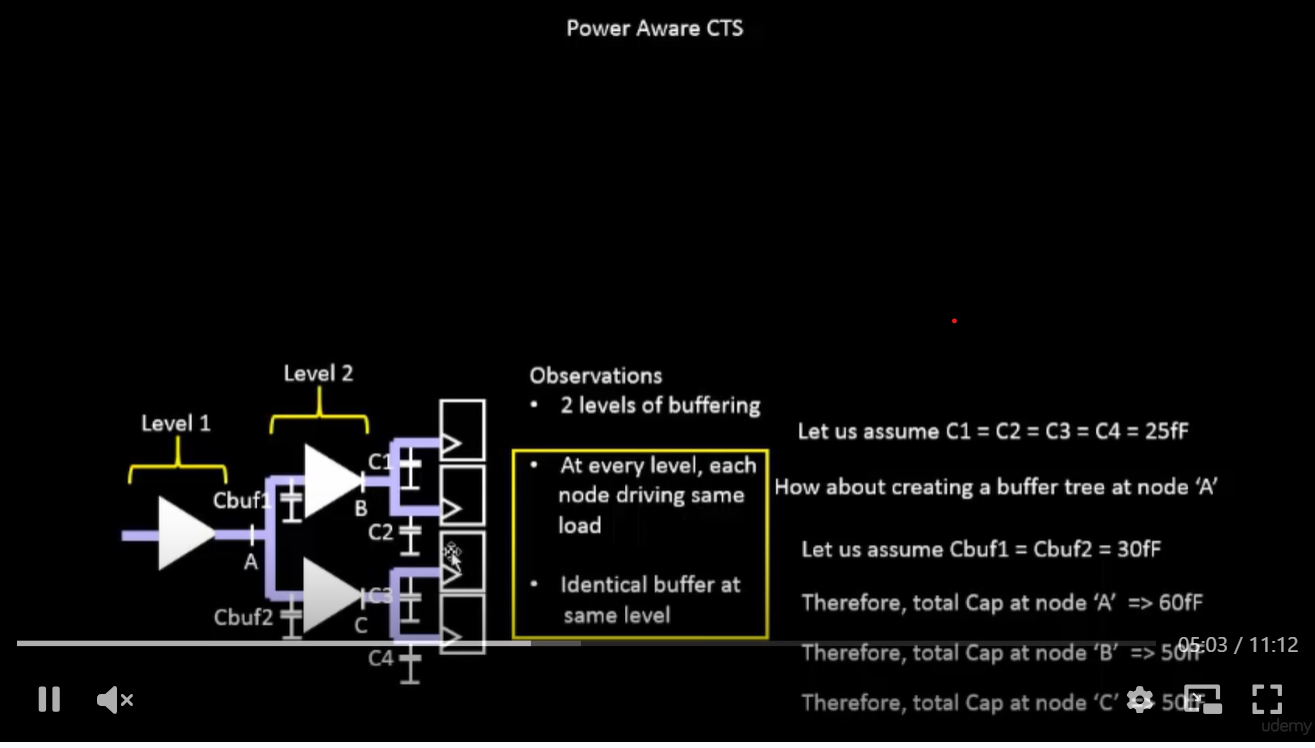 Power Aware CTS
Level 2
Level 1
Cbuf1
A
Cbuf2
C1
B
C2
C3
C
C4
Observations
• 2 levels of buffering
• At every level, each
node driving same
load
• Identical buffer at
same level
Let us assume C1 = C2 = C3 = C4 = 25fF
How about creating a buffer tree at node ‘A’
Let us assume Cbuf1 = Cbuf2 = 30fF
Therefore, total Cap at node ‘A’ => 60fF
Therefore, total Cap at node ‘B’ => 50fF
05:03 / 11:12
Therefore, total Cap at node ‘C’ => 50fF
udemy